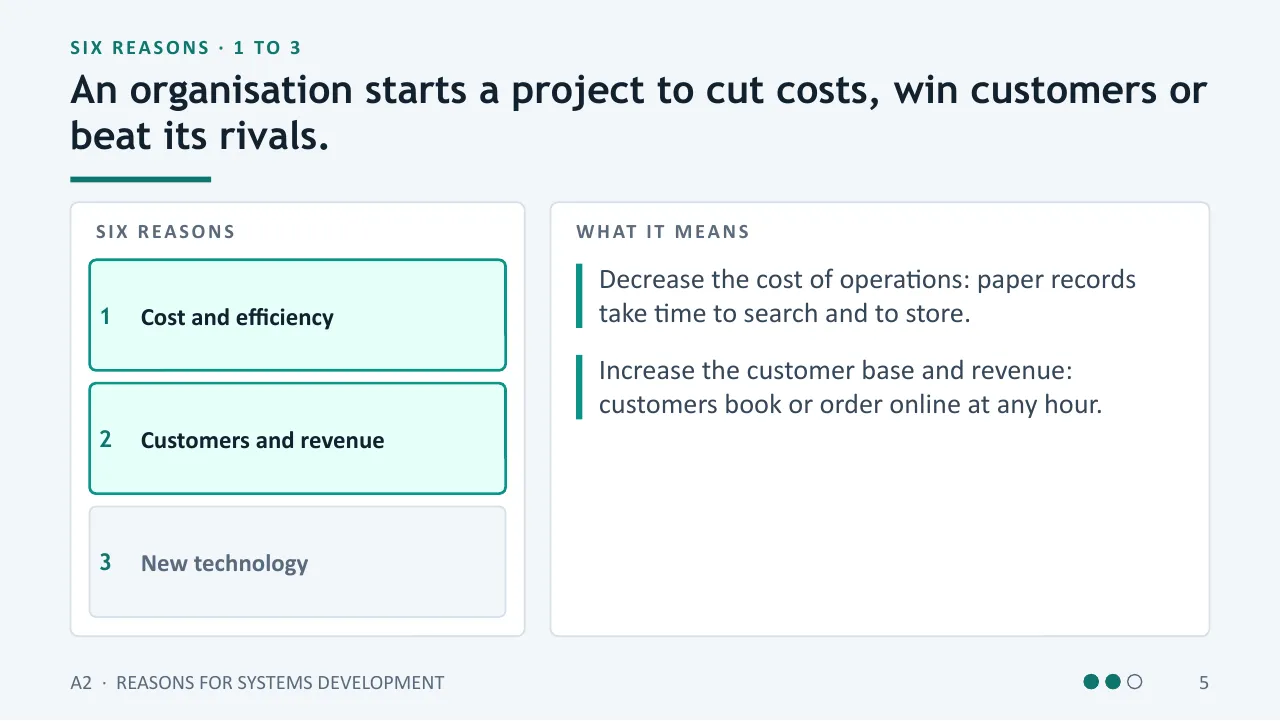 SIX REASONS · 1 TO 3
An organisation starts a project to cut costs, win customers or
beat its rivals.
SIX REASONS
1 Cost and efficiency
2 Customers and revenue
3 New technology
WHAT IT MEANS
Decrease the cost of operations: paper records
take time to search and to store.
Increase the customer base and revenue:
customers book or order online at any hour.
A2 · REASONS FOR SYSTEMS DEVELOPMENT
5